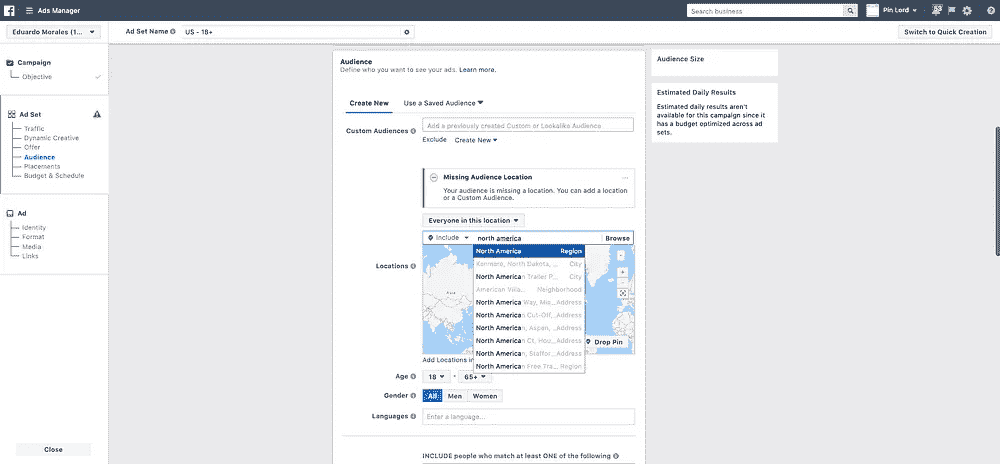 Ads Manager
Search business
Pin Lord
Eduardo Morales (1...
Ad Set Name
US - 18+
Switch to Quick Creation
Campaign
Objective
Ad Set
Traffic
Dynamic Creative
Offer
Audience
Placements
Budget & Schedule
Ad
Identity
Format
Media
Links
Close
Audience
Define who you want to see your ads. Learn more.
Create New
Use a Saved Audience
Custom Audiences
Add a previously created Custom or Lookalike Audience
Exclude
Create New
Missing Audience Location
Your audience is missing a location. You can add a location
or a Custom Audience.
Everyone in this location
Include
north america
Browse
Locations
North America Region
North Dakota, ... City
North American Trailer P... City
American Villa... Neighborhood
North American Way, Mic... Address
North American Cut-Off, ... Address
North American, Aspen, ... Address
North American Ct, Hou... Address
North American, Staffor... Address
North American Free Tra... Region
Asia
Drop Pin
Add Locations in
Age
18 - 65+
Gender
All
Men
Women
Languages
Enter a language...
INCLUDE people who match at least ONE of the following
Audience Size
Estimated Daily Results
Estimated daily results aren't
available for this campaign since it
has a budget optimized across ad
sets.